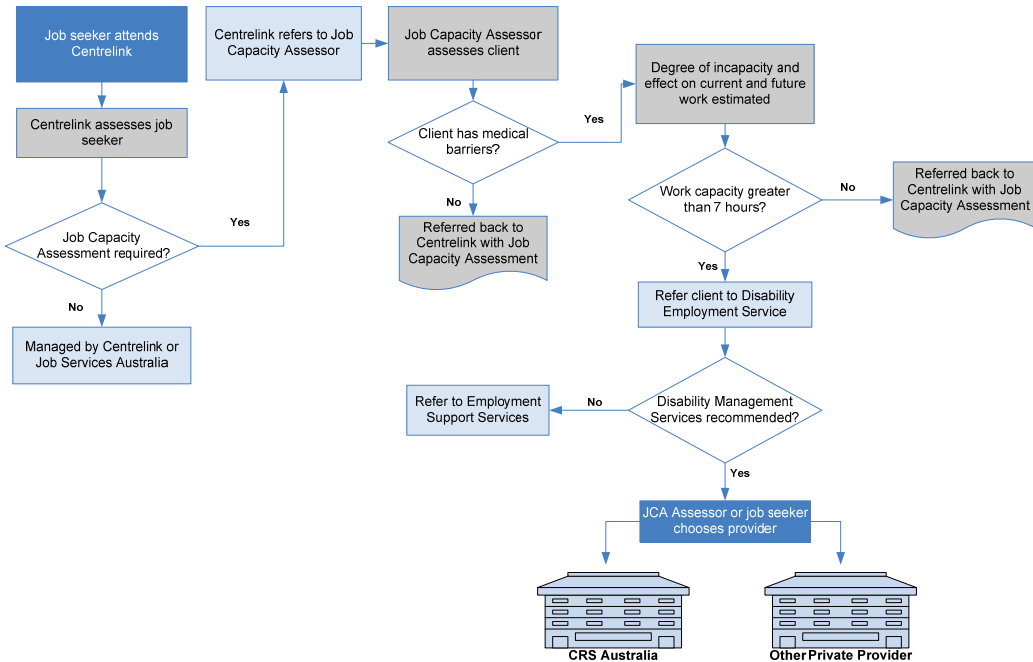 Job seeker attends
Centrelink
Centrelink assesses job
seeker
Job Capacity
Assessment required?
Yes
No
Managed by Centrelink or
Job Services Australia
Centrelink refers to Job
Capacity Assessor
Job Capacity Assessor
assesses client
Client has medical
barriers?
Yes
No
Referred back to
Centrelink with Job
Capacity Assessment
Degree of incapacity and
effect on current and future
work estimated
Work capacity greater
than 7 hours?
No
Referred back to
Centrelink with Job
Capacity Assessment
Yes
Refer client to Disability
Employment Service
Disability Management
Services recommended?
No
Refer to Employment
Support Services
Yes
JCA Assessor or job seeker
chooses provider
CRS Australia
Other Private Provider